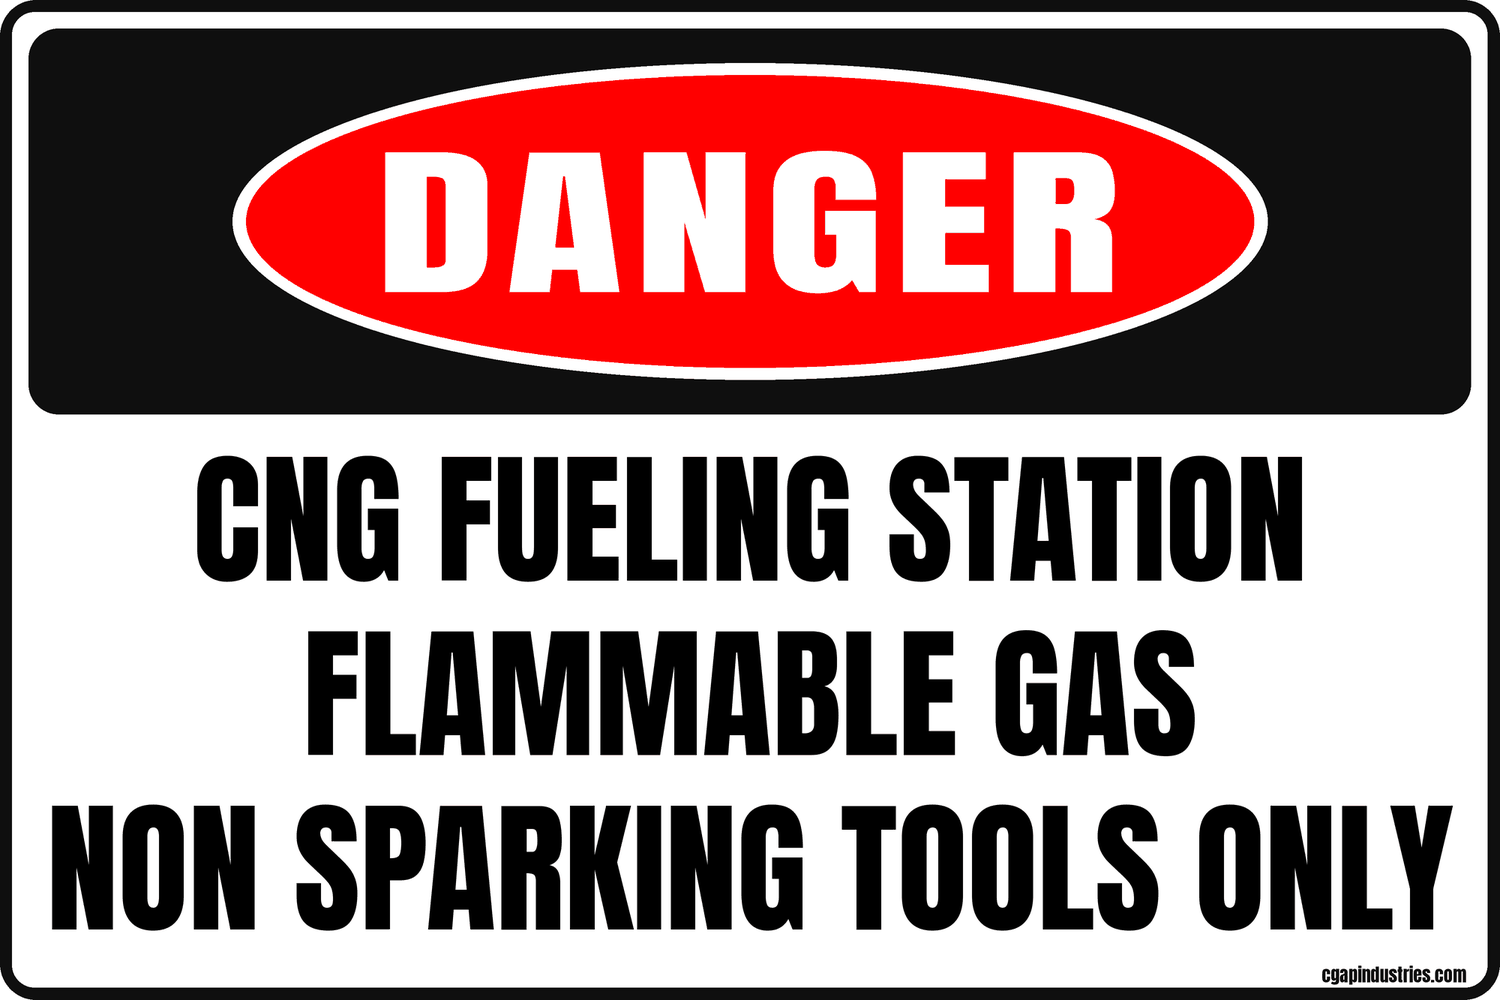 DANGER
CNG FUELING STATION
FLAMMABLE GAS
NON SPARKING TOOLS ONLY
cgapindustries.com